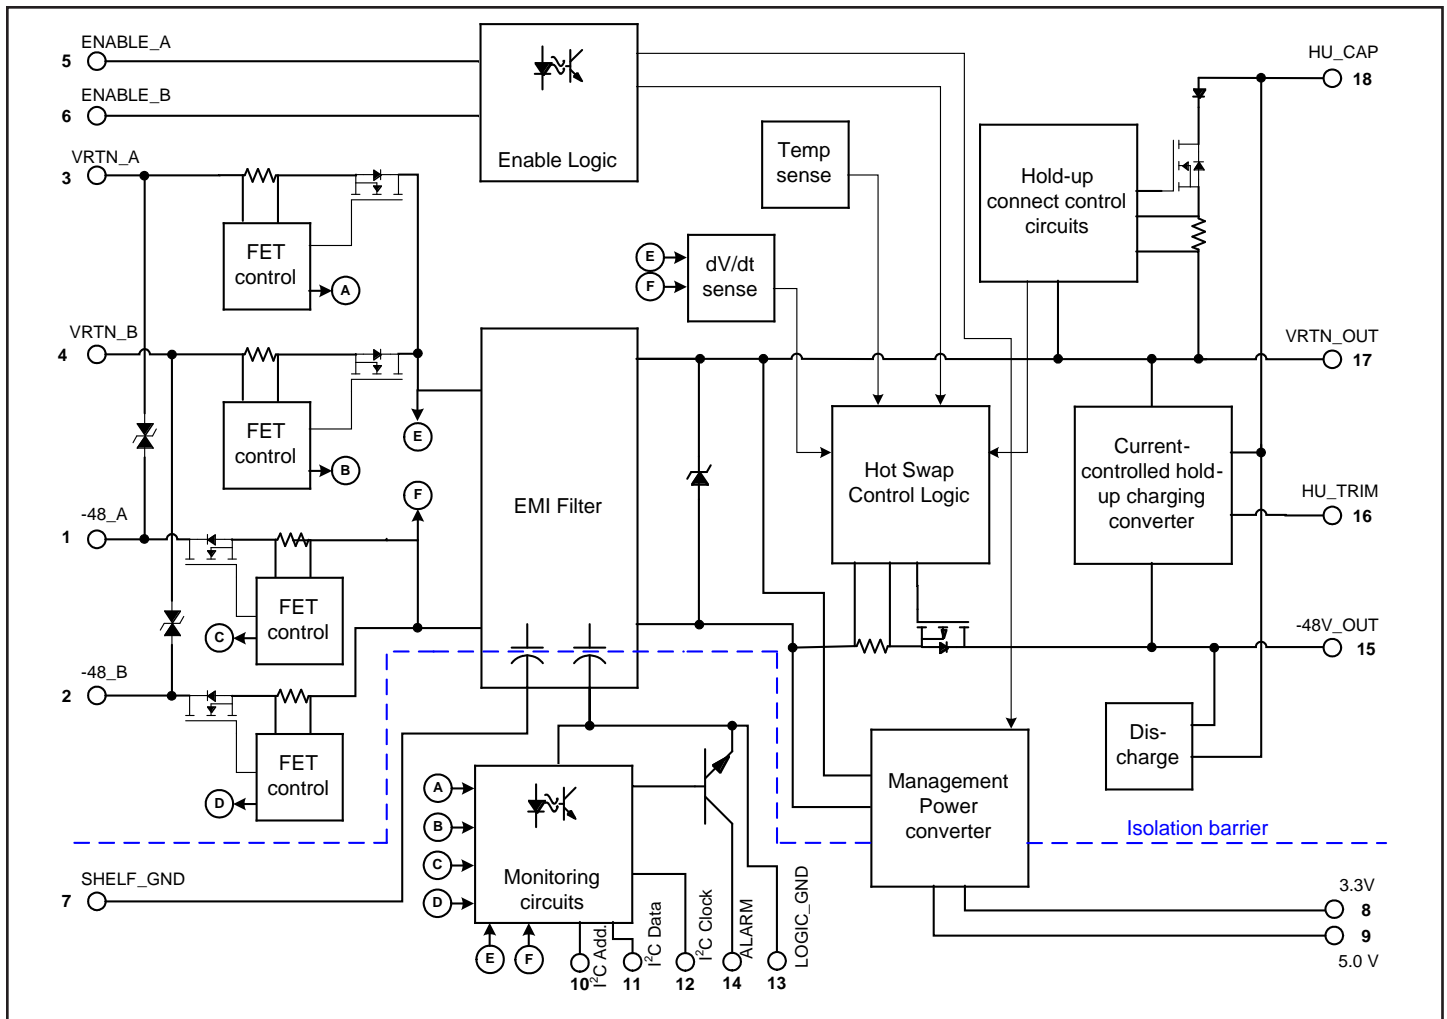 ENABLE_A
5
ENABLE_B
6
Enable Logic
HU_CAP
18
VRTN_A
3
Temp
sense
Hold-up
connect control
circuits
FET
control
A
E
F
dV/dt
sense
VRTN_B
4
VRTN_OUT
17
FET
control
B
E
F
EMI Filter
Hot Swap
Control Logic
Current-
controlled hold-
up charging
converter
HU_TRIM
16
-48_A
1
FET
control
C
-48V_OUT
15
-48_B
2
FET
control
D
Dis-
charge
Management
Power
converter
Isolation barrier
A
B
C
D
Monitoring
circuits
E
F
SHELF_GND
7
I²C Add.
10
I²C Data
11
I²C Clock
12
ALARM
14
LOGIC_GND
13
3.3V
8
9
5.0 V